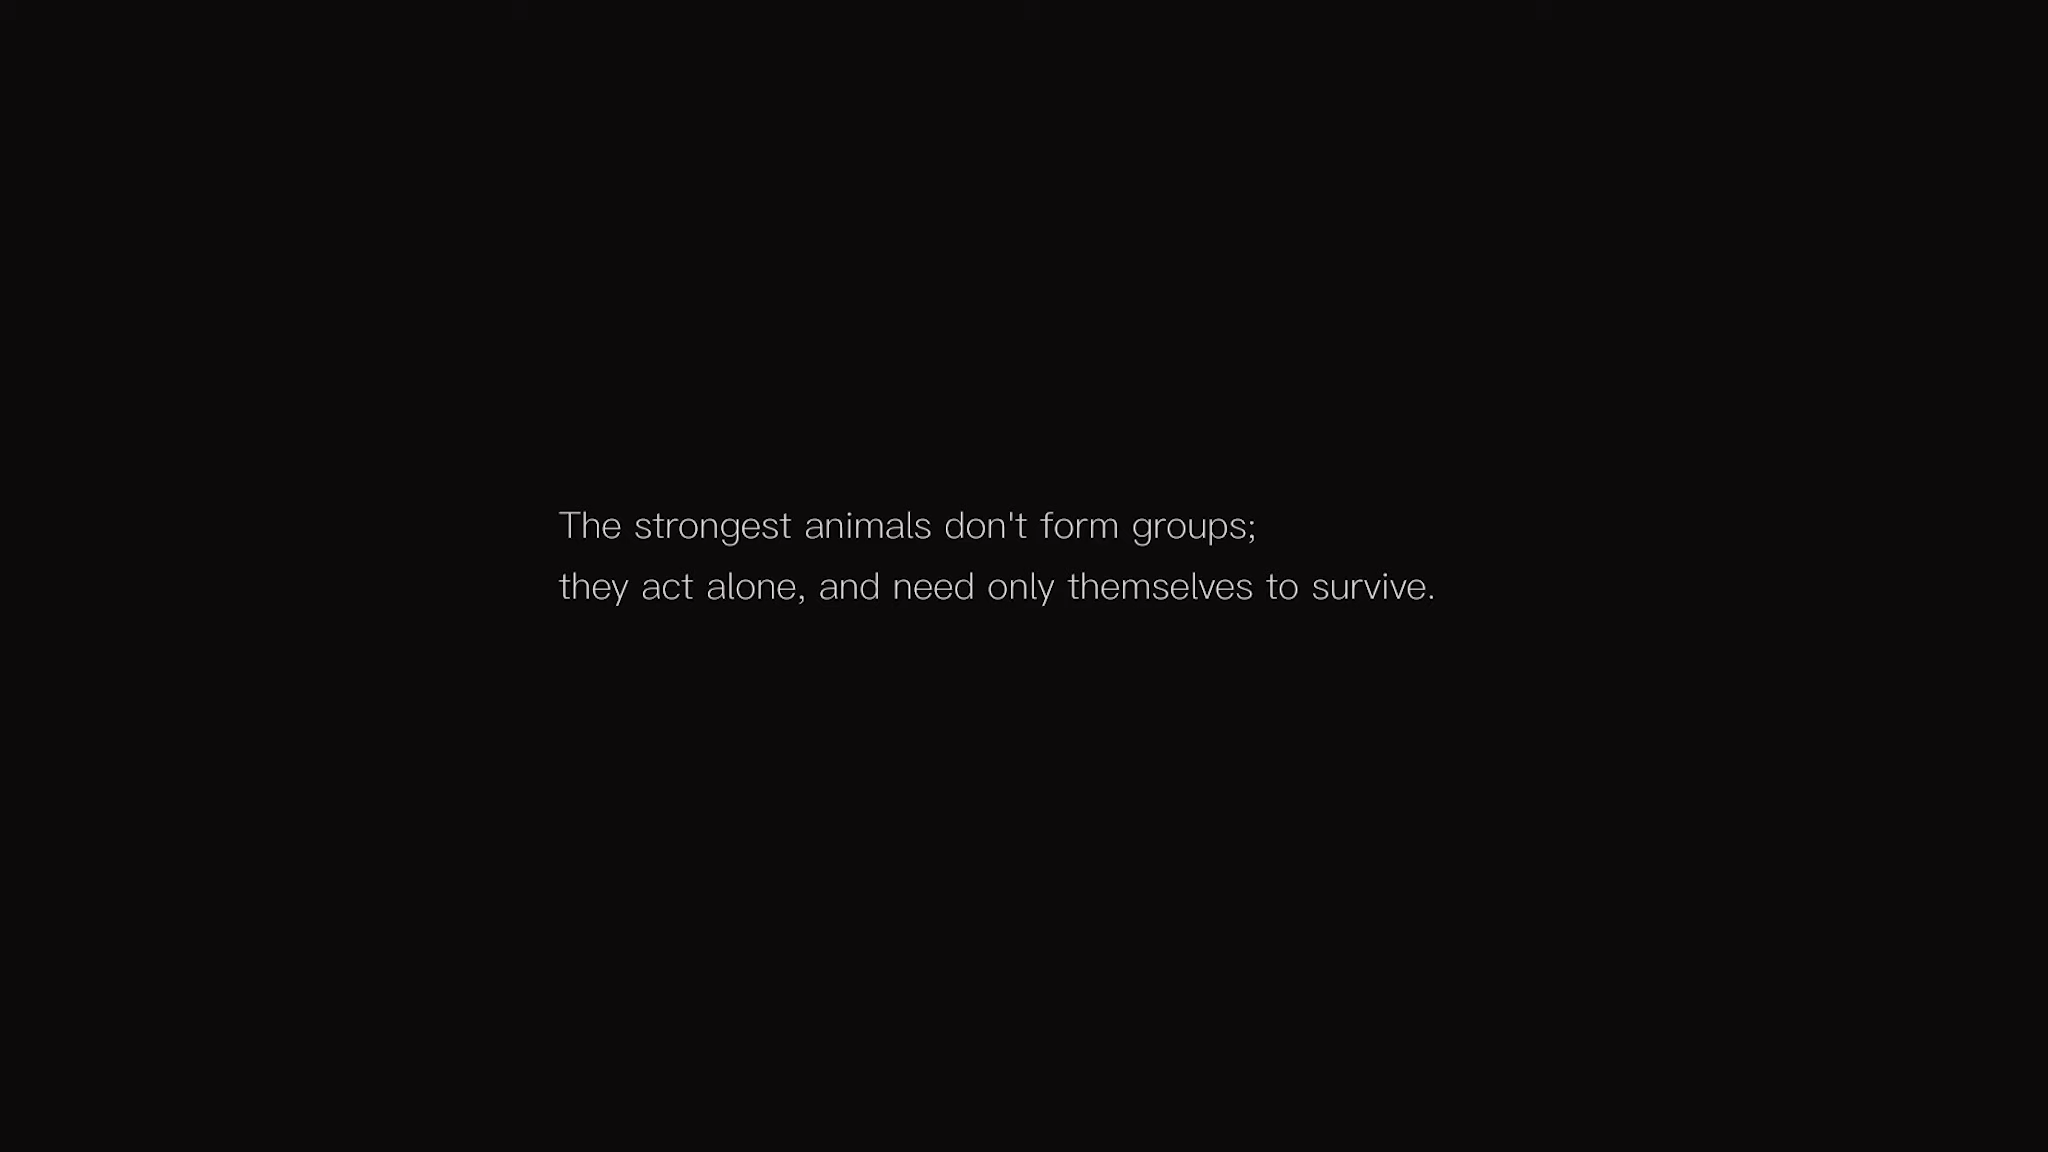 The strongest animals don't form groups;
they act alone, and need only themselves to survive.